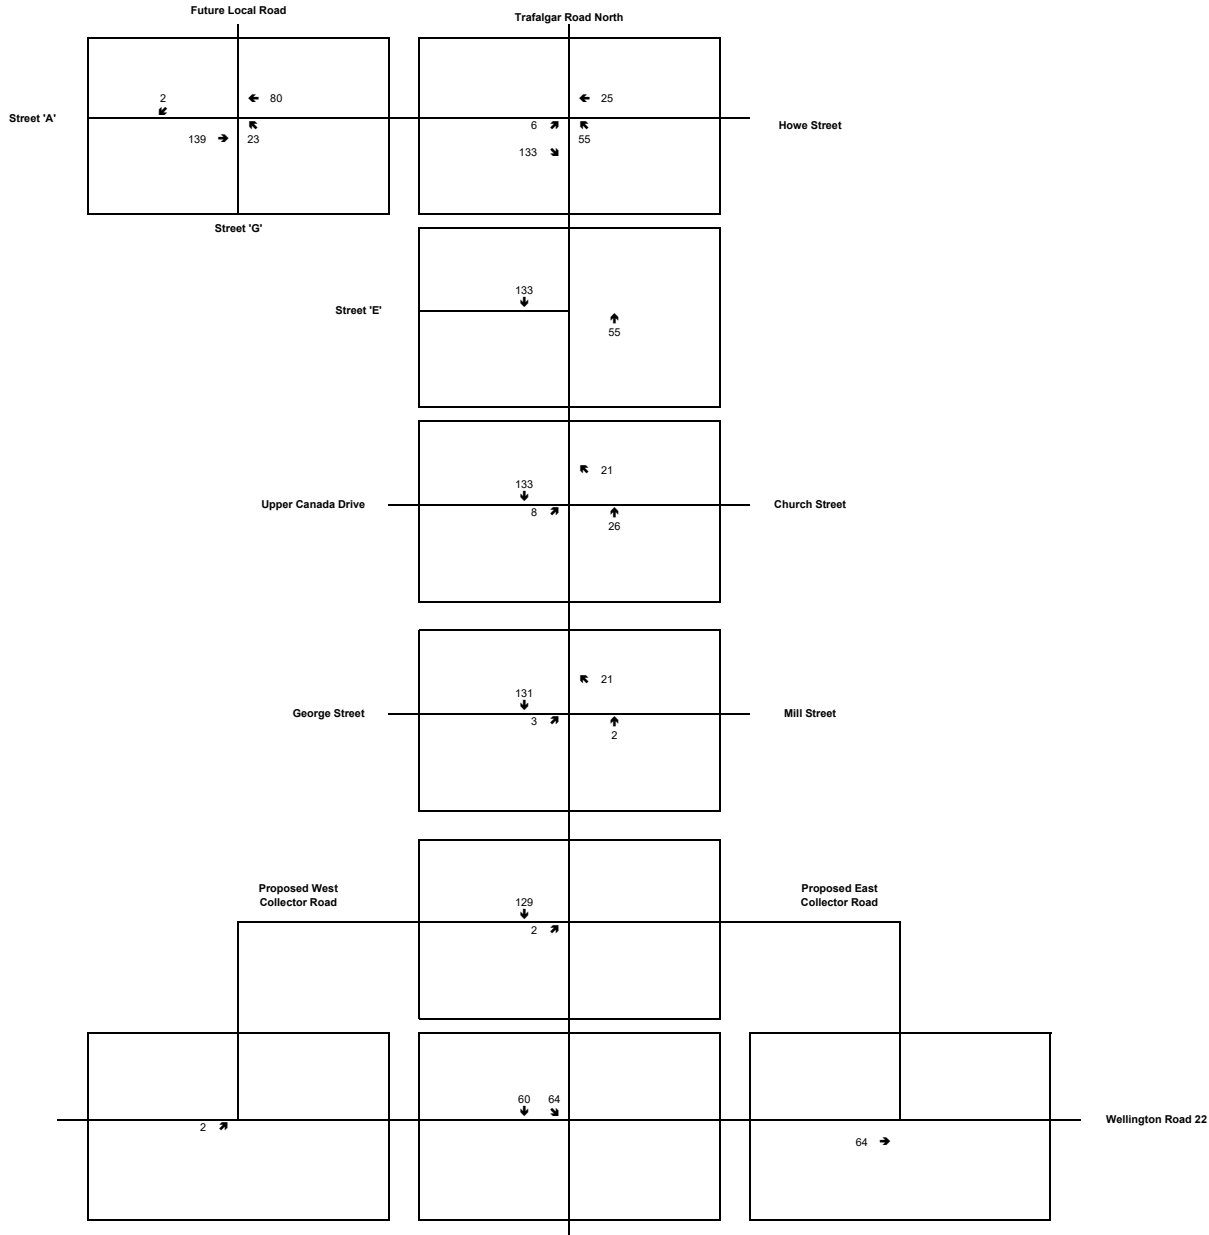 Future Local Road
Trafalgar Road North
2
80
25
Street 'A'
6
Howe Street
139
23
55
133
Street 'G'
133
Street 'E'
55
21
133
Upper Canada Drive
Church Street
8
26
21
131
George Street
Mill Street
3
2
Proposed West
Collector Road
Proposed East
Collector Road
129
2
60 64
Wellington Road 22
2
64